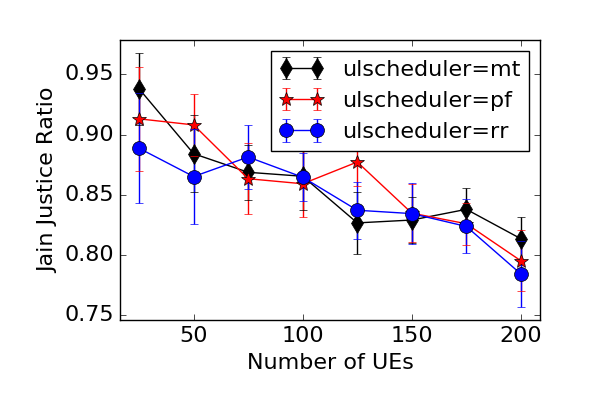 0.95
0.90
0.85
0.80
0.75
Jain Justice Ratio
ulscheduler=mt
ulscheduler=pf
ulscheduler=rr
50
100
150
200
Number of UEs